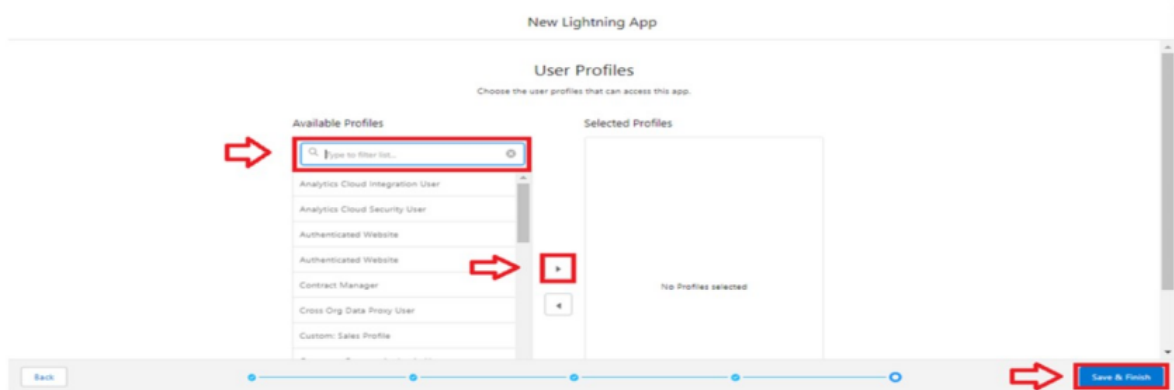 New Lightning App
User Profiles
Choose the user profiles that can access this app.
Available Profiles
Selected Profiles
Type to filter list...
Analytics Cloud Integration User
Analytics Cloud Security User
Authenticated Website
Authenticated Website
Contract Manager
No Profiles selected
Cross Org Data Proxy User
Custom: Sales Profile
Back
Save & Finish